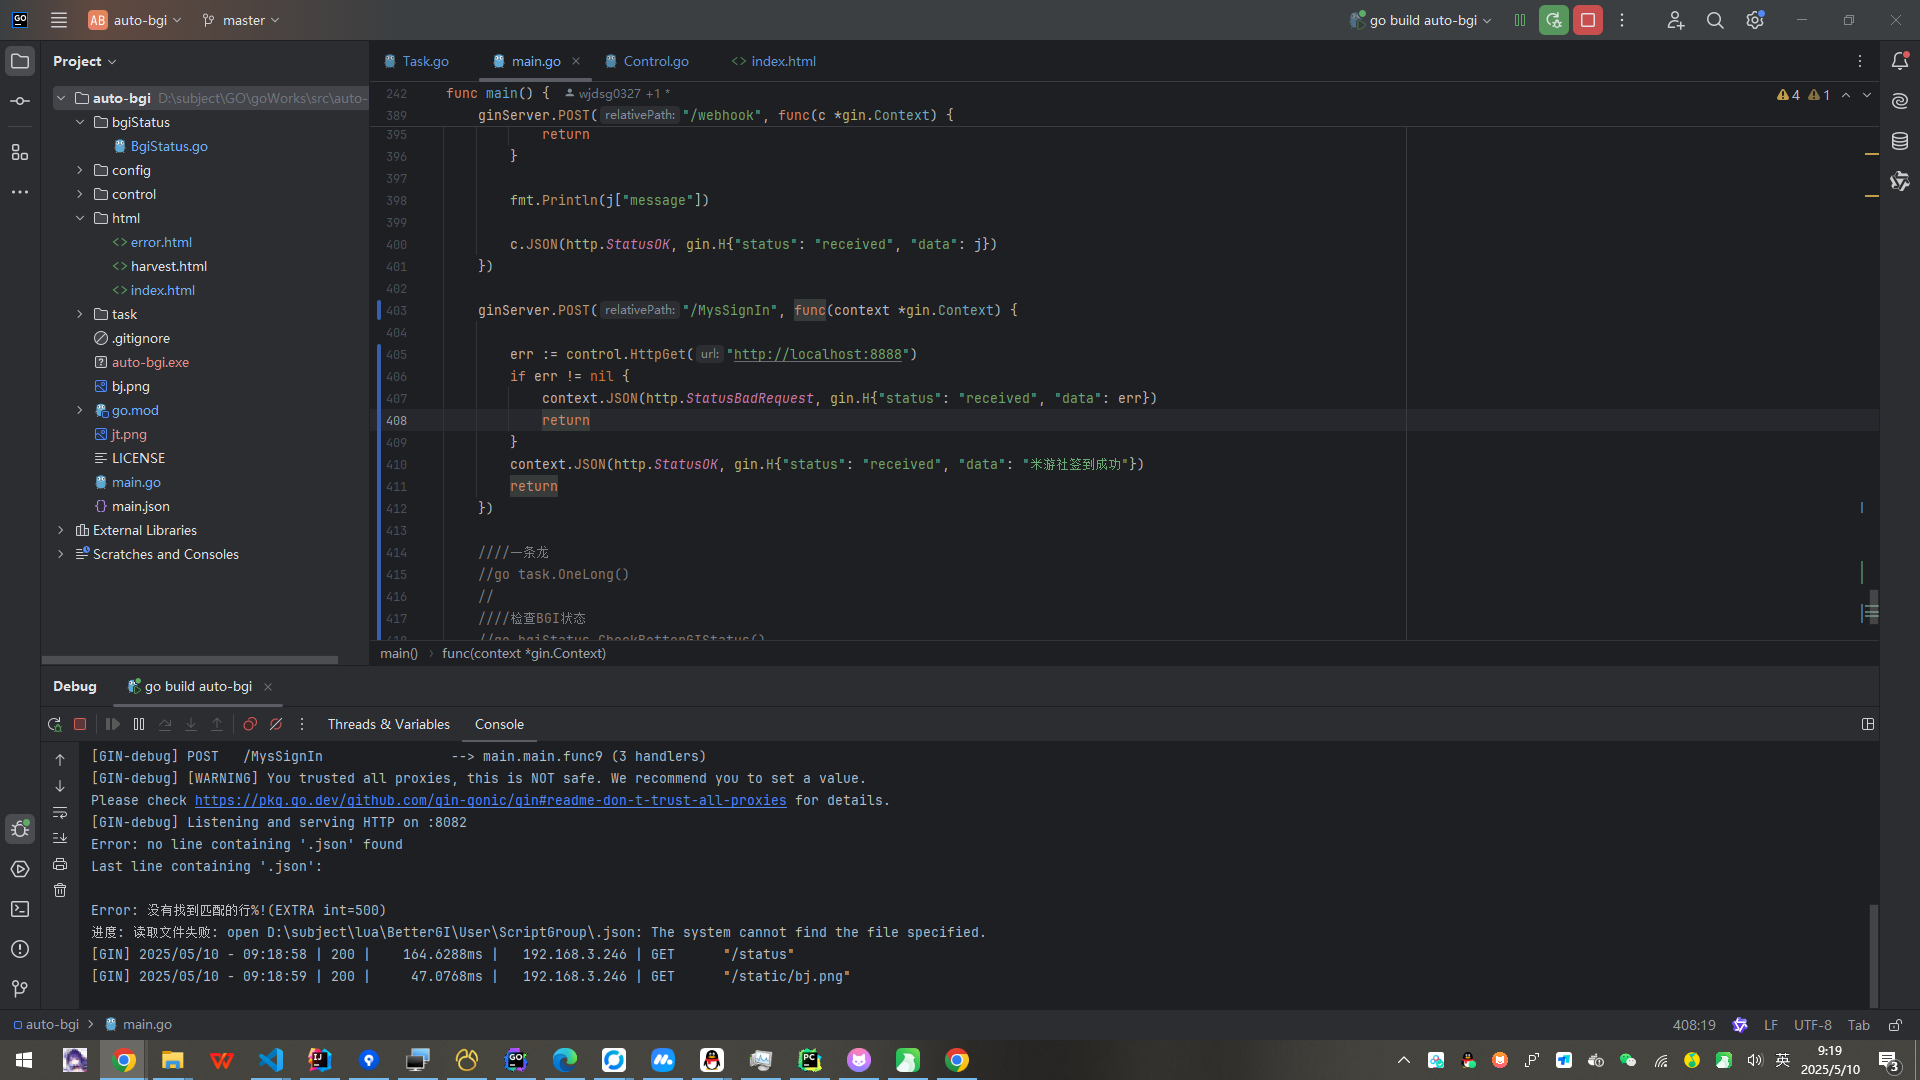 AB auto-bgi master go build auto-bgi
Project
Task.go main.go Control.go index.html
auto-bgi D:\subject\GO\goWorks\src\auto-
bgiStatus
BgiStatus.go
config
control
html
error.html
harvest.html
index.html
task
.gitignore
auto-bgi.exe
bj.png
go.mod
jt.png
LICENSE
main.go
main.json
External Libraries
Scratches and Consoles
242 func main() { wjdsg0327 +1 *
4 1
389 ginServer.POST( relativePath: "/webhook", func(c *gin.Context) {
395 return
396 }
397
398 fmt.Println(j["message"])
399
400 c.JSON(http.StatusOK, gin.H{"status": "received", "data": j})
401 })
402
403 ginServer.POST( relativePath: "/MysSignIn", func(context *gin.Context) {
404
405 err := control.HttpGet( url: "http://localhost:8888")
406 if err != nil {
407 context.JSON(http.StatusBadRequest, gin.H{"status": "received", "data": err})
408 return
409 }
410 context.JSON(http.StatusOK, gin.H{"status": "received", "data": "米游社签到成功"})
411 return
412 })
413
414 ////一条龙
415 //go task.OneLong()
416 //
417 ////检查BGI状态
418 //go bgiStatus.CheckBetterGIStatus()
main() › func(context *gin.Context)
Debug go build auto-bgi
Threads & Variables Console
[GIN-debug] POST /MysSignIn --> main.main.func9 (3 handlers)
[GIN-debug] [WARNING] You trusted all proxies, this is NOT safe. We recommend you to set a value.
Please check https://pkg.go.dev/github.com/gin-gonic/gin#readme-don-t-trust-all-proxies for details.
[GIN-debug] Listening and serving HTTP on :8082
Error: no line containing '.json' found
Last line containing '.json':
Error: 没有找到匹配的行%!(EXTRA int=500)
进度: 读取文件失败: open D:\subject\lua\BetterGI\User\ScriptGroup\.json: The system cannot find the file specified.
[GIN] 2025/05/10 - 09:18:58 | 200 | 164.6288ms | 192.168.3.246 | GET "/status"
[GIN] 2025/05/10 - 09:18:59 | 200 | 47.0768ms | 192.168.3.246 | GET "/static/bj.png"
auto-bgi › main.go
408:19 LF UTF-8 Tab
英
9:19
2025/5/10
3